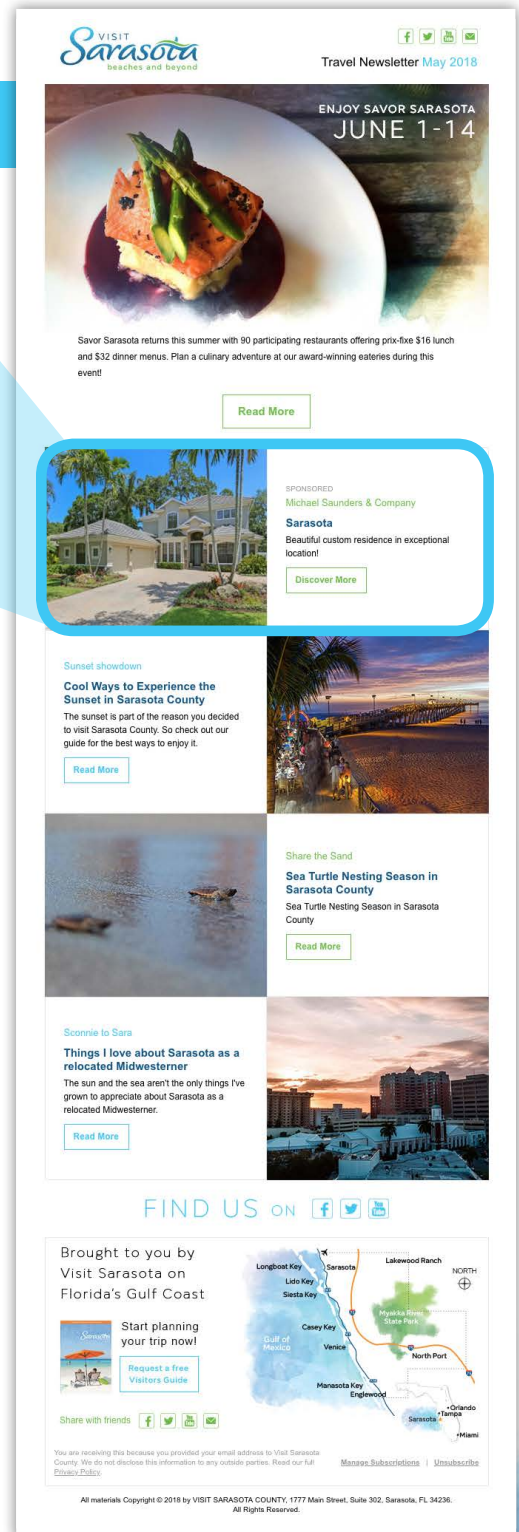 VISIT
Sarasota
beaches and beyond
Travel Newsletter May 2018
ENJOY SAVOR SARASOTA
JUNE 1-14
Savor Sarasota returns this summer with 90 participating restaurants offering prix-fixe $16 lunch
and $32 dinner menus. Plan a culinary adventure at our award-winning eateries during this
event!
Read More
SPONSORED
Michael Saunders & Company
Sarasota
Beautiful custom residence in exceptional
location!
Discover More
Sunset showdown
Cool Ways to Experience the
Sunset in Sarasota County
The sunset is part of the reason you decided
to visit Sarasota County. So check out our
guide for the best ways to enjoy it.
Read More
Share the Sand
Sea Turtle Nesting Season in
Sarasota County
Sea Turtle Nesting Season in Sarasota
County
Read More
Sconnie to Sara
Things I love about Sarasota as a
relocated Midwesterner
The sun and the sea aren't the only things I've
grown to appreciate about Sarasota as a
relocated Midwesterner.
Read More
FIND US ON
Brought to you by
Visit Sarasota on
Florida's Gulf Coast
Sarasota
Start planning
your trip now!
Request a free
Visitors Guide
Share with friends
Longboat Key
Sarasota
Lakewood Ranch
NORTH
Lido Key
Siesta Key
Myakka River
State Park
Casey Key
Gulf of
Mexico
Venice
North Port
Manasota Key
Englewood
Orlando
Tampa
Sarasota
Miami
You are receiving this because you provided your email address to Visit Sarasota
County. We do not disclose this information to any outside parties. Read our full
Privacy Policy.
Manage Subscriptions | Unsubscribe
All materials Copyright © 2018 by VISIT SARASOTA COUNTY, 1777 Main Street, Suite 302, Sarasota, FL 34236.
All Rights Reserved.